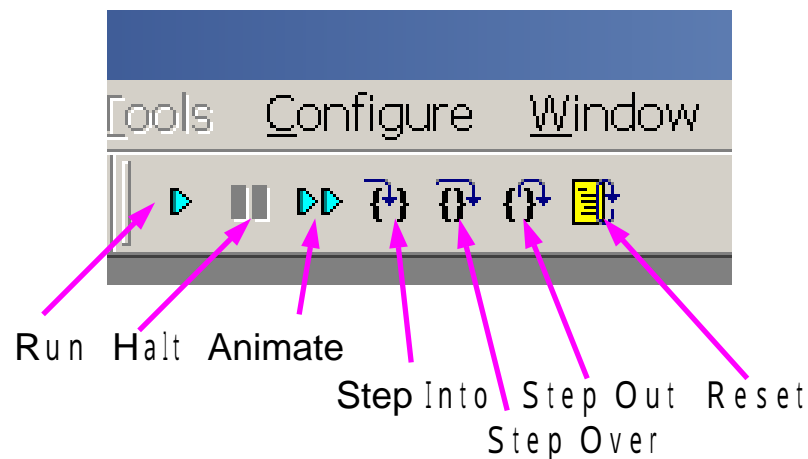 Tools Configure Window
Run Halt Animate
Step Into Step Out Reset
Step Over